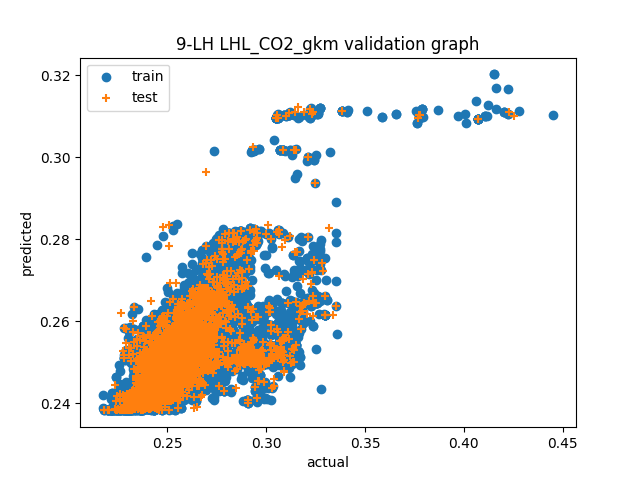 9-LH LHL_CO2_gkm validation graph
train
test
predicted
0.32
0.30
0.28
0.26
0.24
0.25
0.30
0.35
0.40
0.45
actual